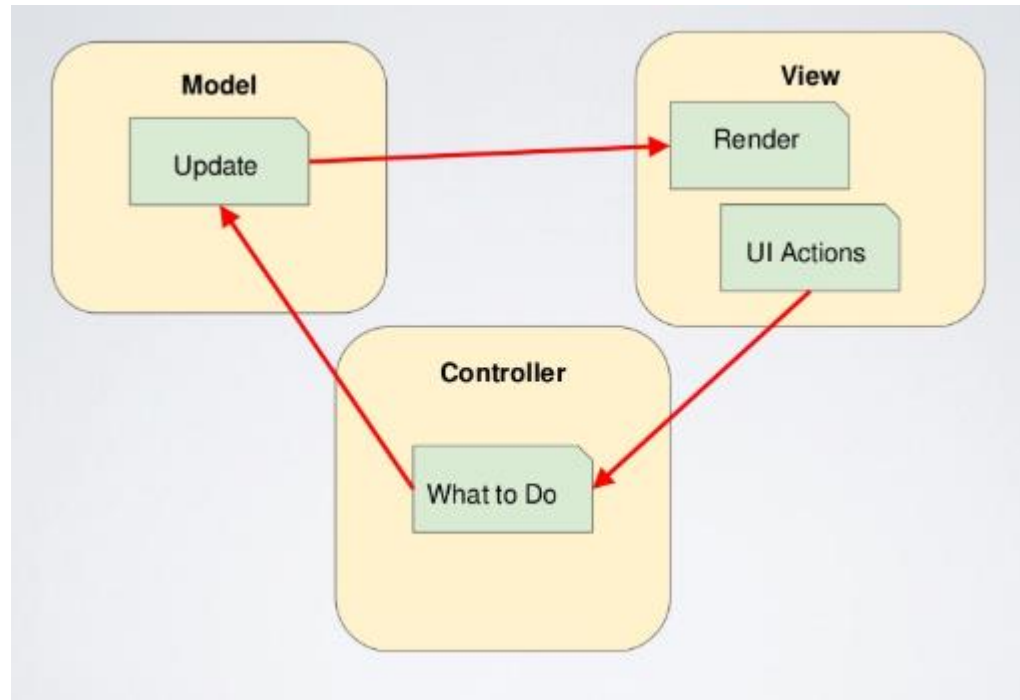 Model
Update
View
Render
UI Actions
Controller
What to Do